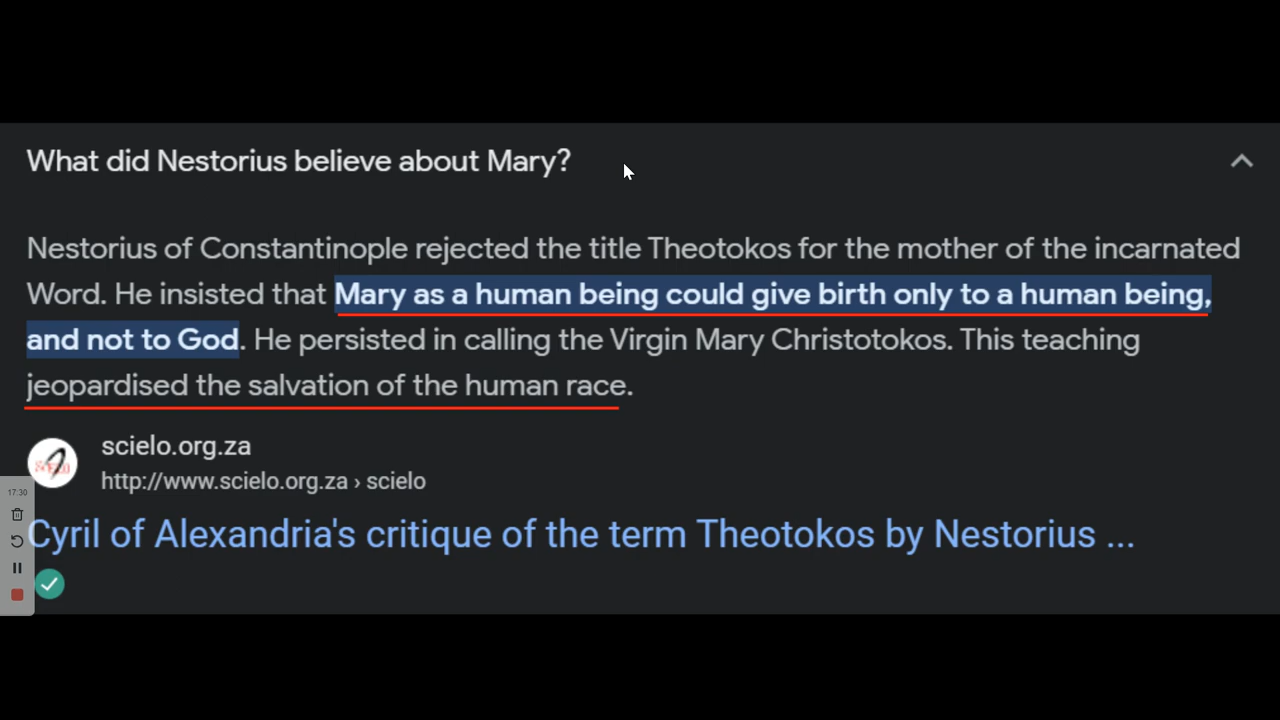 What did Nestorius believe about Mary?
Nestorius of Constantinople rejected the title Theotokos for the mother of the incarnated
Word. He insisted that Mary as a human being could give birth only to a human being,
and not to God. He persisted in calling the Virgin Mary Christotokos. This teaching
jeopardised the salvation of the human race.
scielo.org.za
http://www.scielo.org.za › scielo
17:30
Cyril of Alexandria's critique of the term Theotokos by Nestorius ...